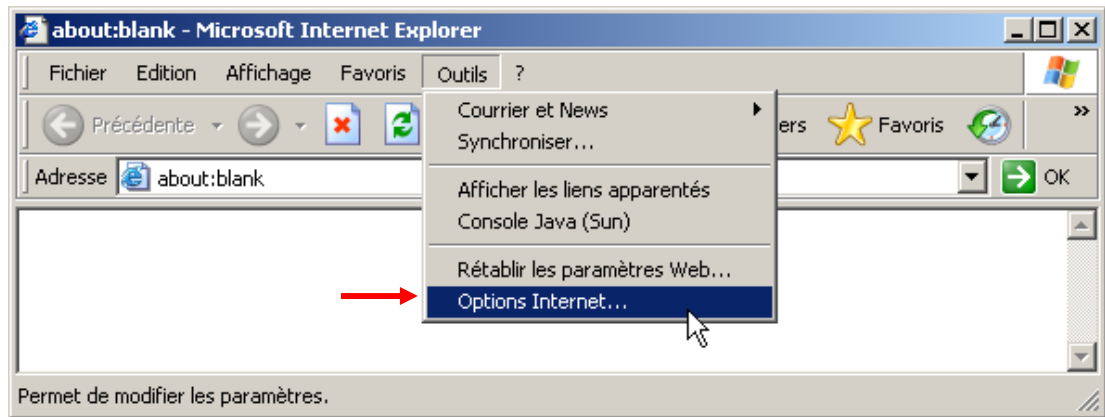 about:blank - Microsoft Internet Explorer
Fichier Edition Affichage Favoris Outils ?
Précédente ers Favoris »
Adresse about:blank OK
Courrier et News
Synchroniser...
Afficher les liens apparentés
Console Java (Sun)
Rétablir les paramètres Web...
Options Internet...
Permet de modifier les paramètres.